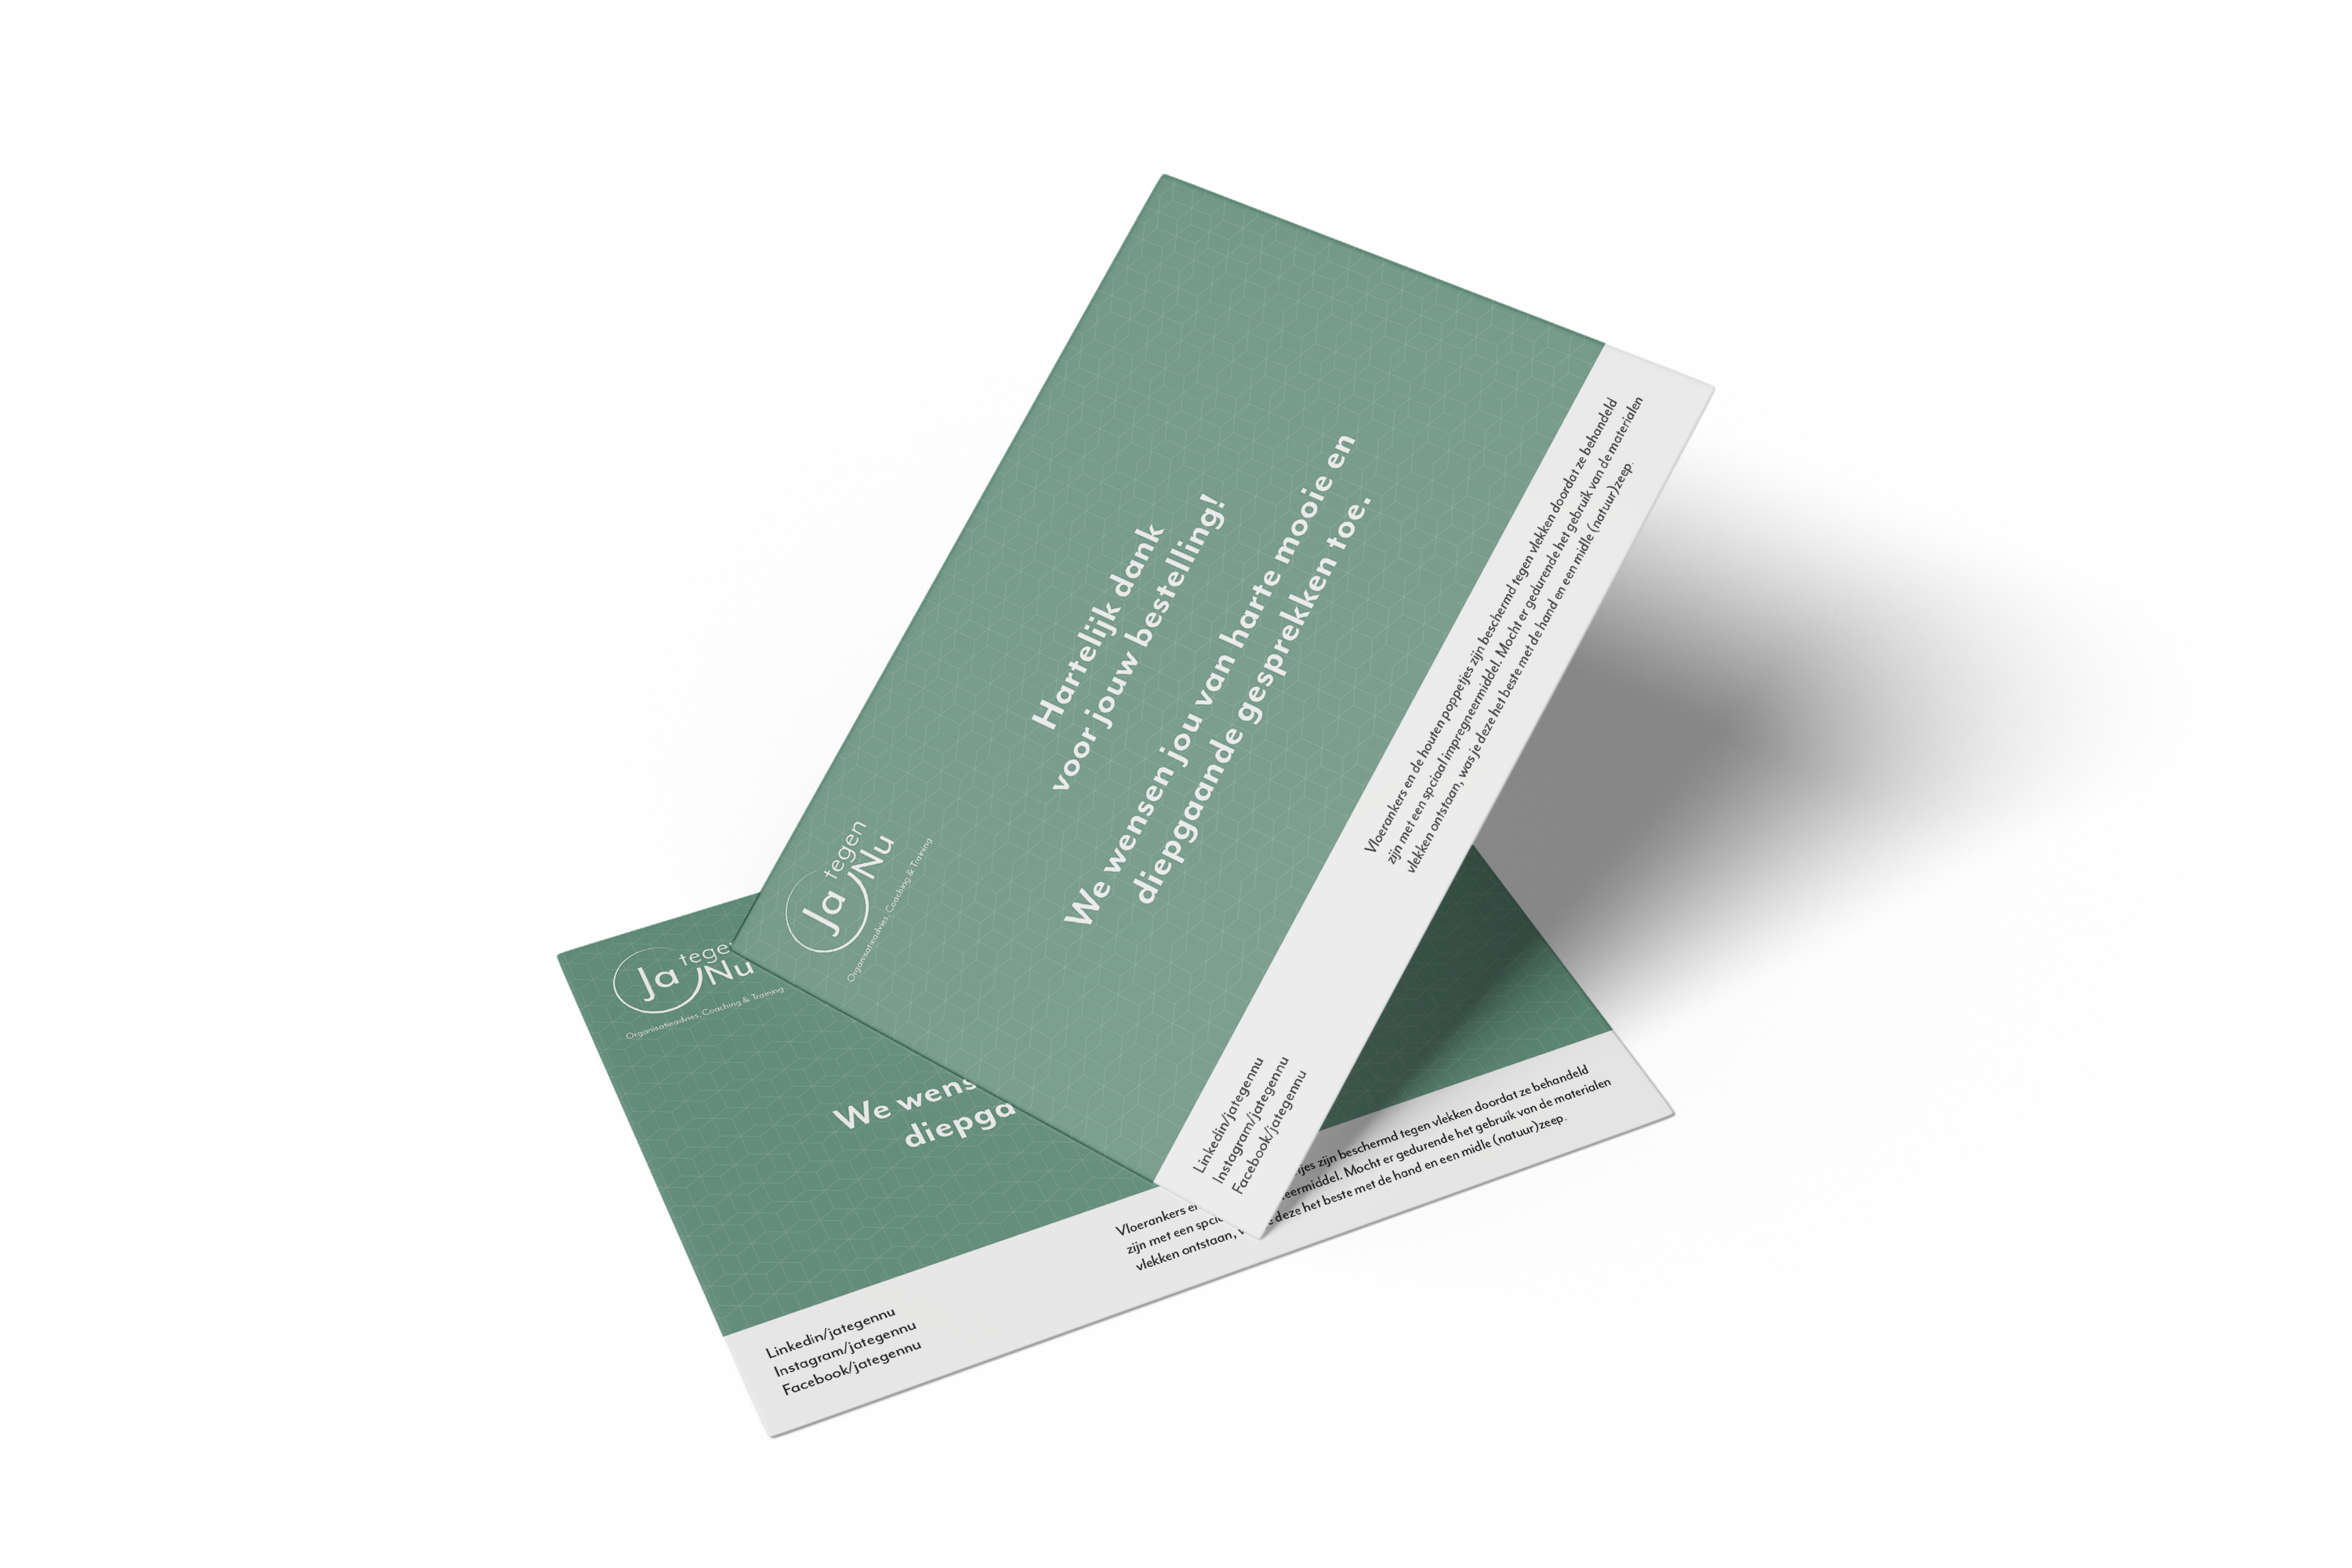 Ja tegen
Nu
Organisatieadvies, Coaching & Training
Hartelijk dank
voor jouw bestelling!
We wensen jou van harte mooie en
diepgaande gesprekken toe.
Linkedin/jategennu
Instagram/jategennu
Facebook/jategennu
Vloerankers en de houten poppetjes zijn beschermd tegen vlekken doordat ze behandeld
zijn met een spciaal impregneermiddel. Mocht er gedurende het gebruik van de materialen
vlekken ontstaan, was je deze het beste met de hand en een midle (natuur)zeep.
Ja tege
Nu
Organisatieadvies, Coaching & Training
We wens
diepga
Linkedin/jategennu
Instagram/jategennu
Facebook/jategennu
Vloerankers en tjes zijn beschermd tegen vlekken doordat ze behandeld
zijn met een spcia eermiddel. Mocht er gedurende het gebruik van de materialen
vlekken ontstaan, deze het beste met de hand en een midle (natuur)zeep.